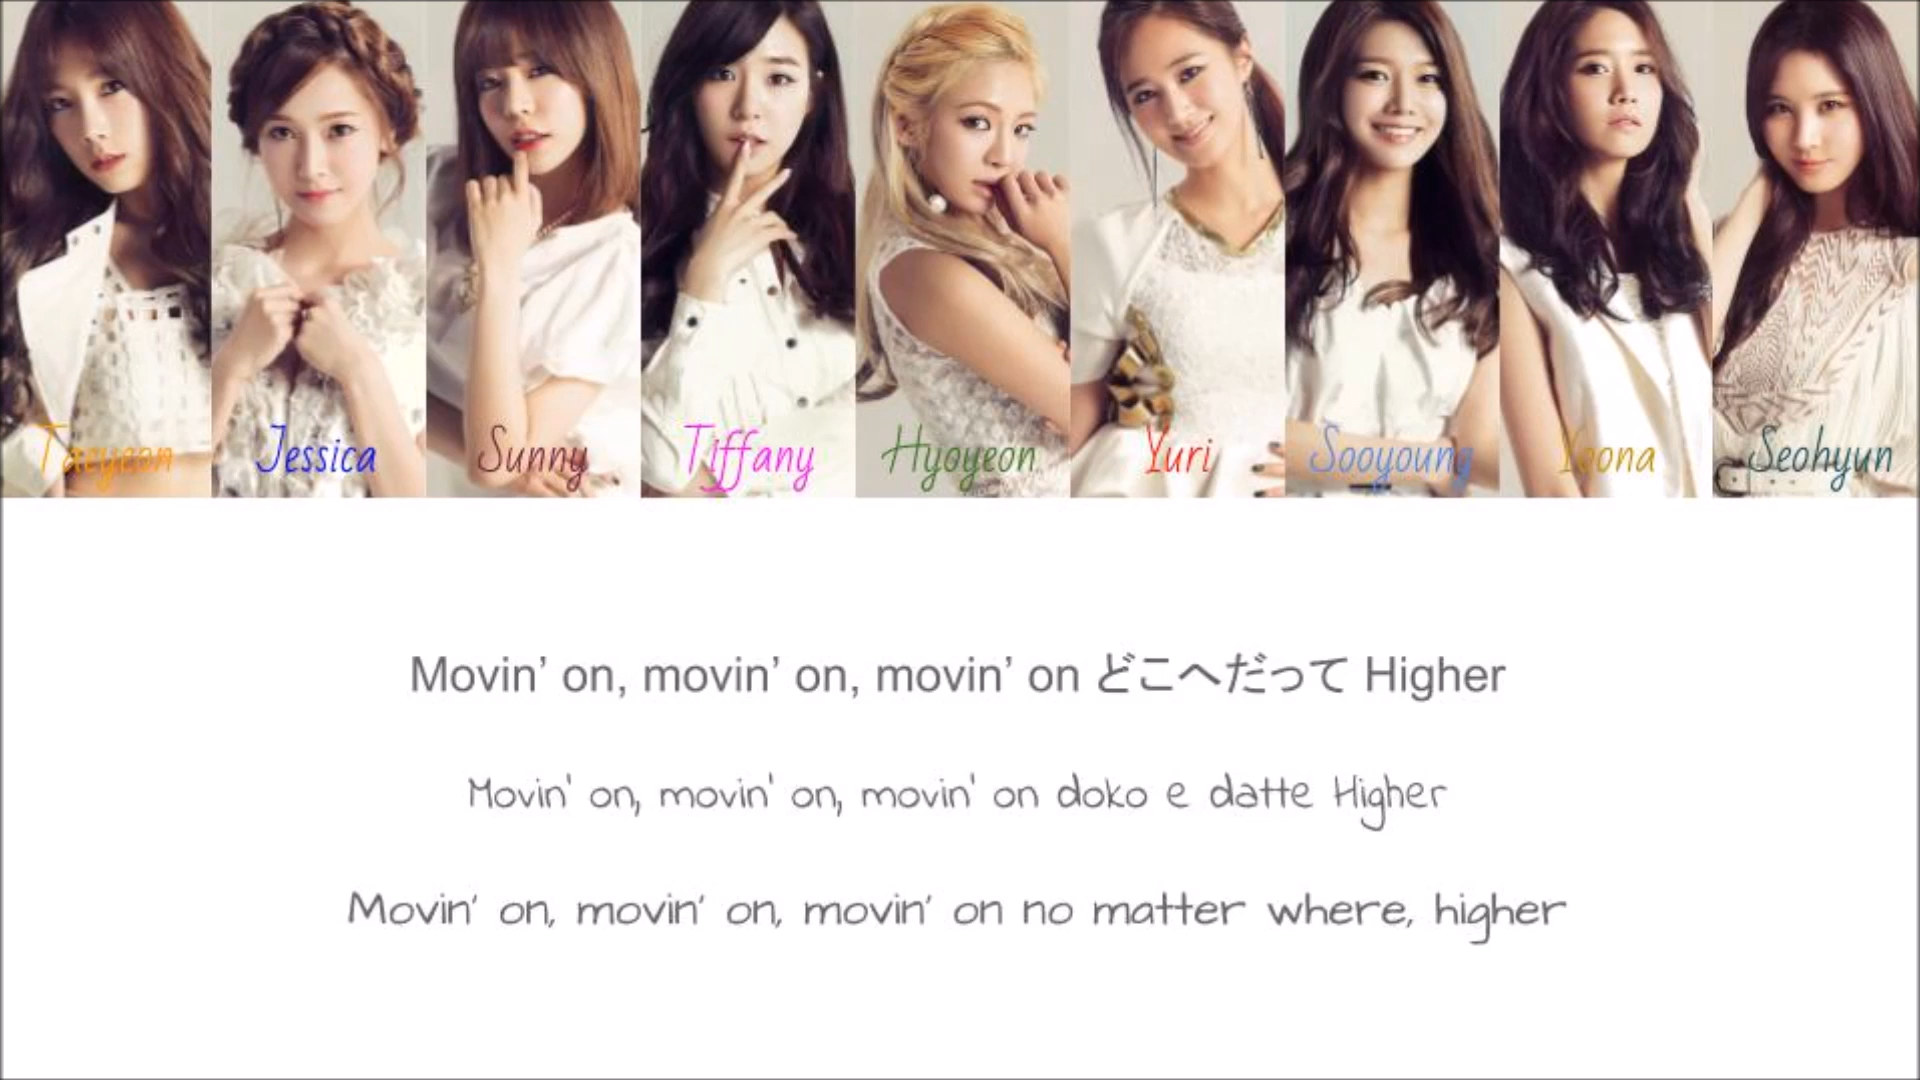 Taeyeon Jessica Sunny Tiffany Hyoyeon Yuri Sooyoung Yoona Seohyun
Movin’ on, movin’ on, movin’ on どこへだって Higher
Movin' on, movin' on, movin' on doko e datte Higher
Movin' on, movin' on, movin' on no matter where, higher